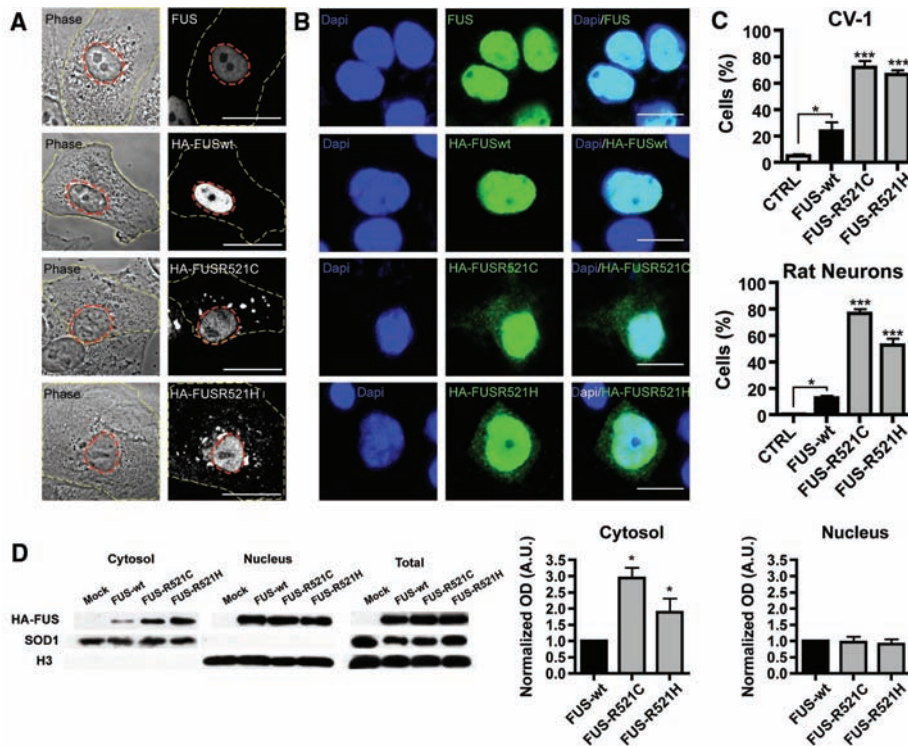 A
Phase
FUS
Phase
HA-FUSwt
Phase
HA-FUSR521C
Phase
HA-FUSR521H
B
Dapi
FUS
Dapi/FUS
Dapi
HA-FUSwt
Dapi/HA-FUSwt
Dapi
HA-FUSR521C
Dapi/HA-FUSR521C
Dapi
HA-FUSR521H
Dapi/HA-FUSR521H
C
CV-1
Cells (%)
100
80
60
40
20
0
*
***
***
CTRL
FUS-wt
FUS-R521C
FUS-R521H
Rat Neurons
Cells (%)
100
80
60
40
20
0
*
***
***
CTRL
FUS-wt
FUS-R521C
FUS-R521H
D
Cytosol
Nucleus
Total
Mock
FUS-wt
FUS-R521C
FUS-R521H
Mock
FUS-wt
FUS-R521C
FUS-R521H
Mock
FUS-wt
FUS-R521C
FUS-R521H
HA-FUS
SOD1
H3
Cytosol
Normalized OD (A.U.)
3.5
3.0
2.5
2.0
1.5
1.0
0.5
0.0
*
*
FUS-wt
FUS-R521C
FUS-R521H
Nucleus
Normalized OD (A.U.)
3.5
3.0
2.5
2.0
1.5
1.0
0.5
0.0
FUS-wt
FUS-R521C
FUS-R521H